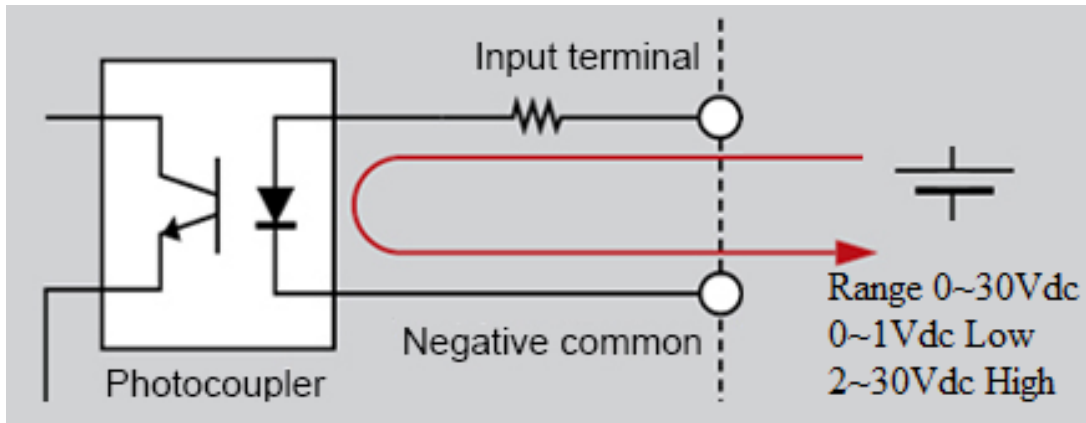 Input terminal
Negative common
Photocoupler
Range 0~30Vdc
0~1Vdc Low
2~30Vdc High